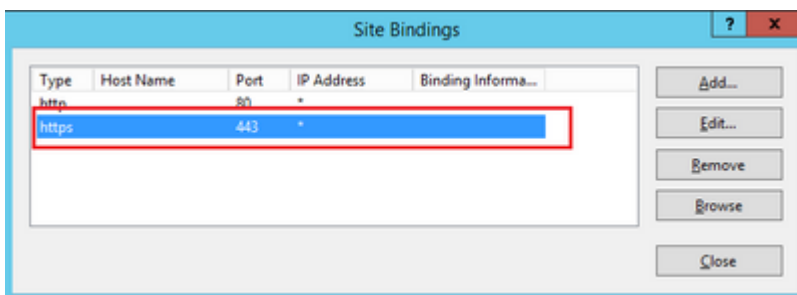 Site Bindings
? x
Type Host Name Port IP Address Binding Informa...
http 80 *
https 443 *
Add...
Edit...
Remove
Browse
Close